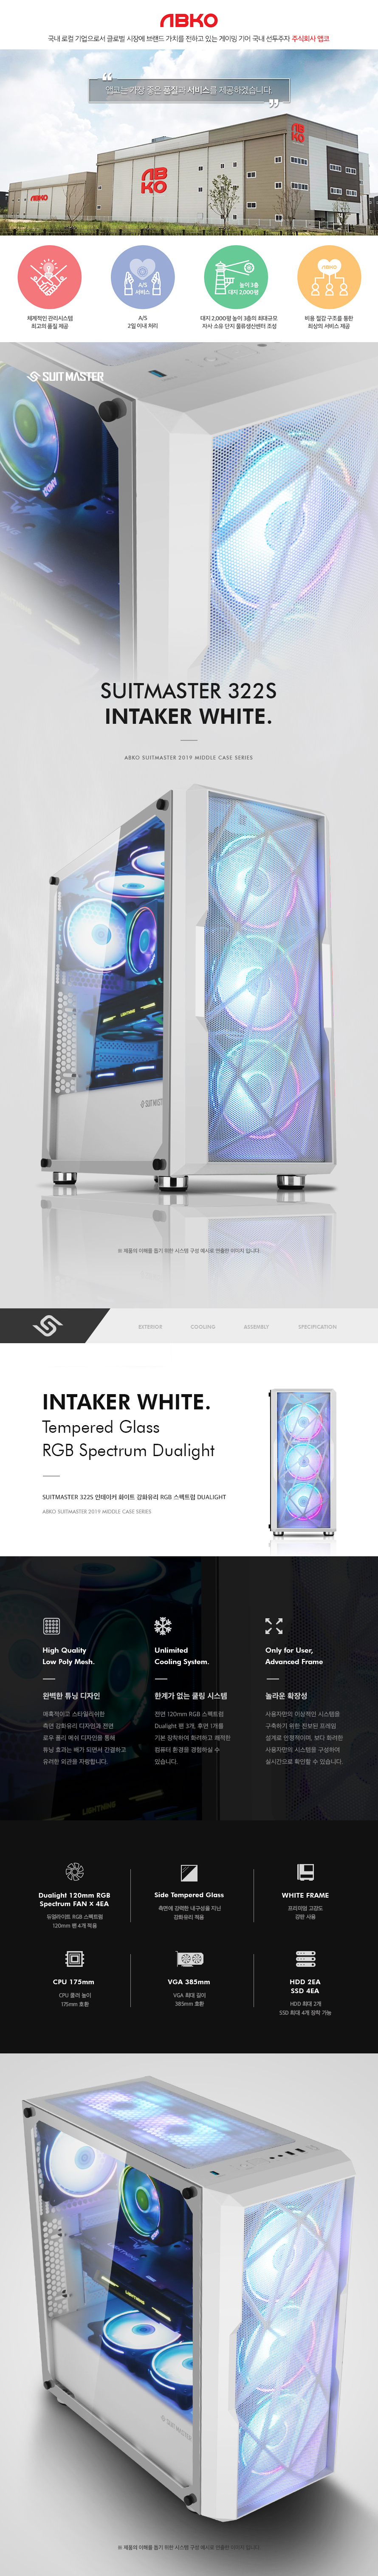 ABKO
국내 로컬 기업으로서 글로벌 시장에 브랜드 가치를 전하고 있는 게이밍 기어 국내 선두주자 주식회사 앱코
“
앱코는 가장 좋은 품질과 서비스를 제공하겠습니다.
”
ABKO
AB
KO
AB
KO
A/S
서비스
높이 3층
대지 2,000평
ABKO
체계적인 관리시스템
최고의 품질 제공
A/S
2일 이내 처리
대지 2,000평 높이 3층의 최대규모
자사 소유 단지 물류생산센터 조성
비용 절감 구조를 통한
최상의 서비스 제공
SUITMASTER
SUITMASTER 322S
INTAKER WHITE.
ABKO SUITMASTER 2019 MIDDLE CASE SERIES
LIGHTNING
SUITMASTER
※ 제품의 이해를 돕기 위한 시스템 구성 예시로 연출한 이미지 입니다.
EXTERIOR
COOLING
ASSEMBLY
SPECIFICATION
INTAKER WHITE.
Tempered Glass
RGB Spectrum Dualight
SUITMASTER 322S 인테이커 화이트 강화유리 RGB 스펙트럼 DUALIGHT
ABKO SUITMASTER 2019 MIDDLE CASE SERIES
High Quality
Low Poly Mesh.
완벽한 튜닝 디자인
매혹적이고 스타일리쉬한
측면 강화유리 디자인과 전면
로우 폴리 메쉬 디자인을 통해
튜닝 효과는 배가 되면서 간결하고
유려한 외관을 자랑합니다.
Unlimited
Cooling System.
한계가 없는 쿨링 시스템
전면 120mm RGB 스펙트럼
Dualight 팬 3개, 후면 1개를
기본 장착하여 화려하고 쾌적한
컴퓨터 환경을 경험하실 수
있습니다.
Only for User,
Advanced Frame
놀라운 확장성
사용자만의 이상적인 시스템을
구축하기 위한 진보된 프레임
설계로 안정적이며, 보다 화려한
사용자만의 시스템을 구성하여
실시간으로 확인할 수 있습니다.
LIGHTNING
Dualight 120mm RGB
Spectrum FAN × 4EA
듀얼라이트 RGB 스펙트럼
120mm 팬 4개 적용
Side Tempered Glass
측면에 강력한 내구성을 지닌
강화유리 적용
WHITE FRAME
프리미엄 고강도
강판 사용
CPU 175mm
CPU 쿨러 높이
175mm 호환
VGA 385mm
VGA 최대 길이
385mm 호환
HDD 2EA
SSD 4EA
HDD 최대 2개
SSD 최대 4개 장착 가능
LIGHTNING
SUITMASTER
※ 제품의 이해를 돕기 위한 시스템 구성 예시로 연출한 이미지 입니다.